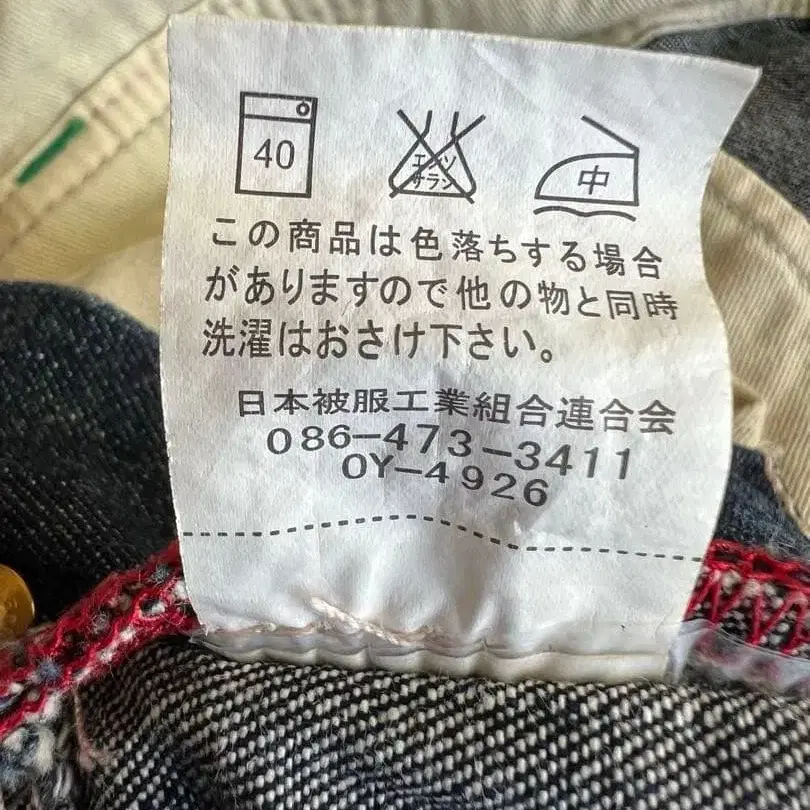 40
エンソ
サラシ
中
この商品は色落ちする場合
がありますので他の物と同時
洗濯はおさけ下さい。
日本被服工業組合連合会
086-473-3411
OY-4926